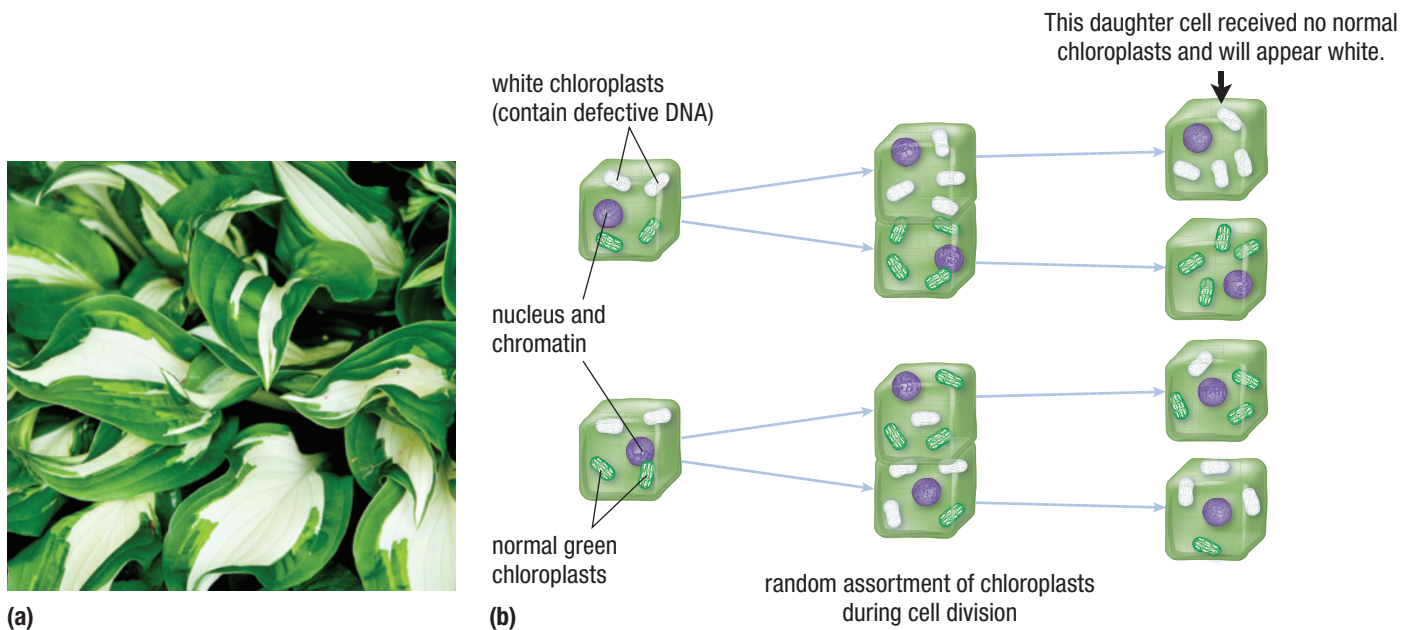 This daughter cell received no normal
chloroplasts and will appear white.
white chloroplasts
(contain defective DNA)
nucleus and
chromatin
normal green
chloroplasts
random assortment of chloroplasts
during cell division
(a)
(b)